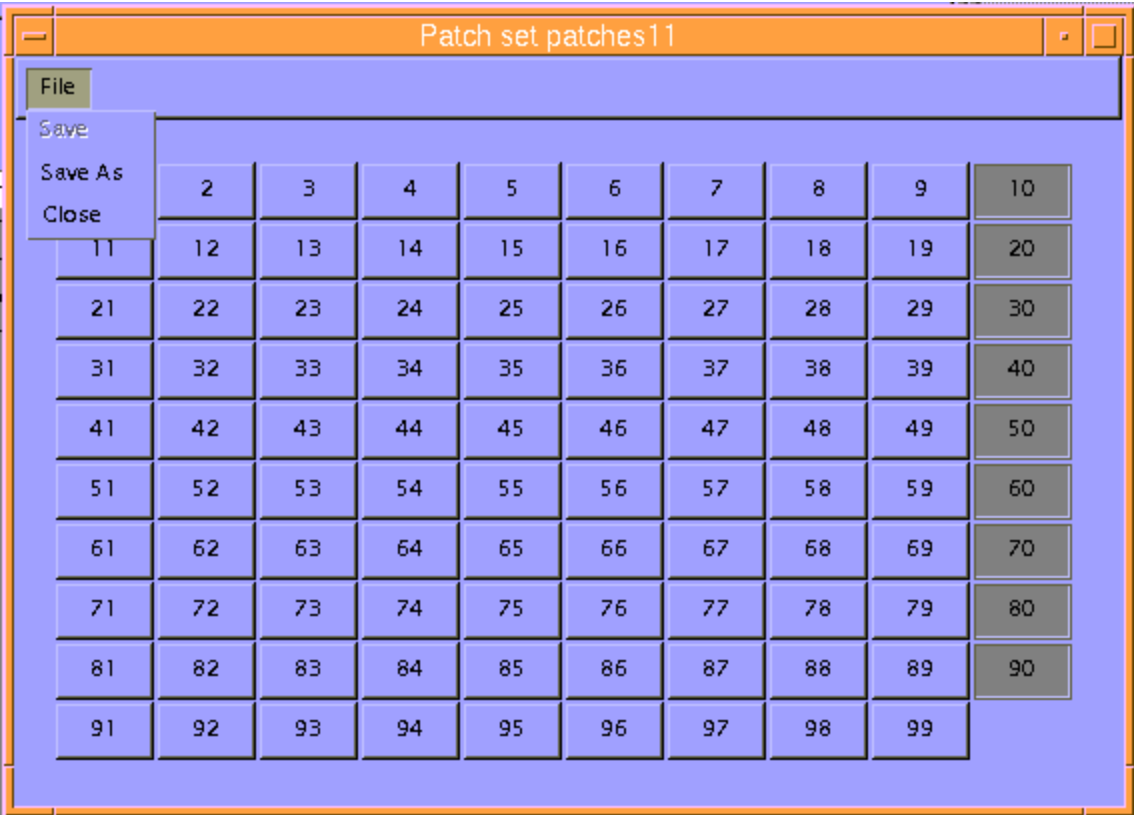 Patch set patches11
File
Save
Save As
Close
2 3 4 5 6 7 8 9 10
11 12 13 14 15 16 17 18 19 20
21 22 23 24 25 26 27 28 29 30
31 32 33 34 35 36 37 38 39 40
41 42 43 44 45 46 47 48 49 50
51 52 53 54 55 56 57 58 59 60
61 62 63 64 65 66 67 68 69 70
71 72 73 74 75 76 77 78 79 80
81 82 83 84 85 86 87 88 89 90
91 92 93 94 95 96 97 98 99